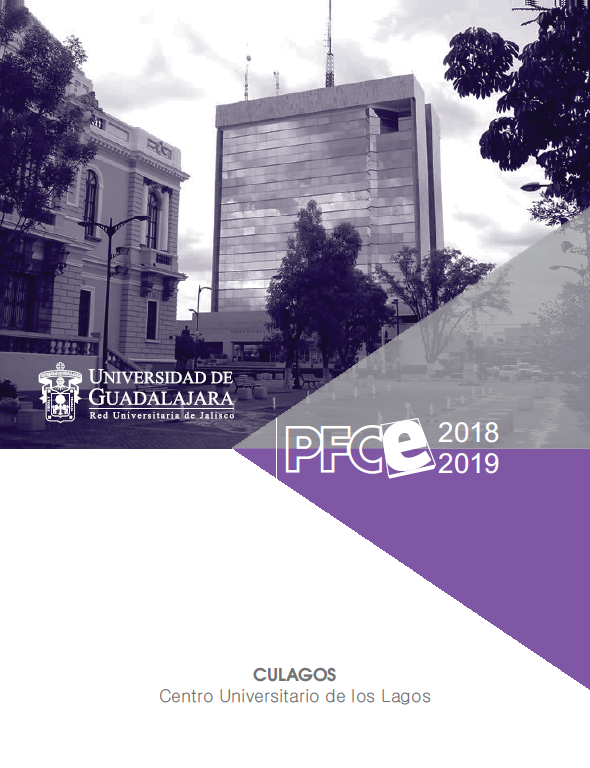 UNIVERSIDAD DE
GUADALAJARA
Red Universitaria de Jalisco
PFCe 2018
2019
CULAGOS
Centro Universitario de los Lagos